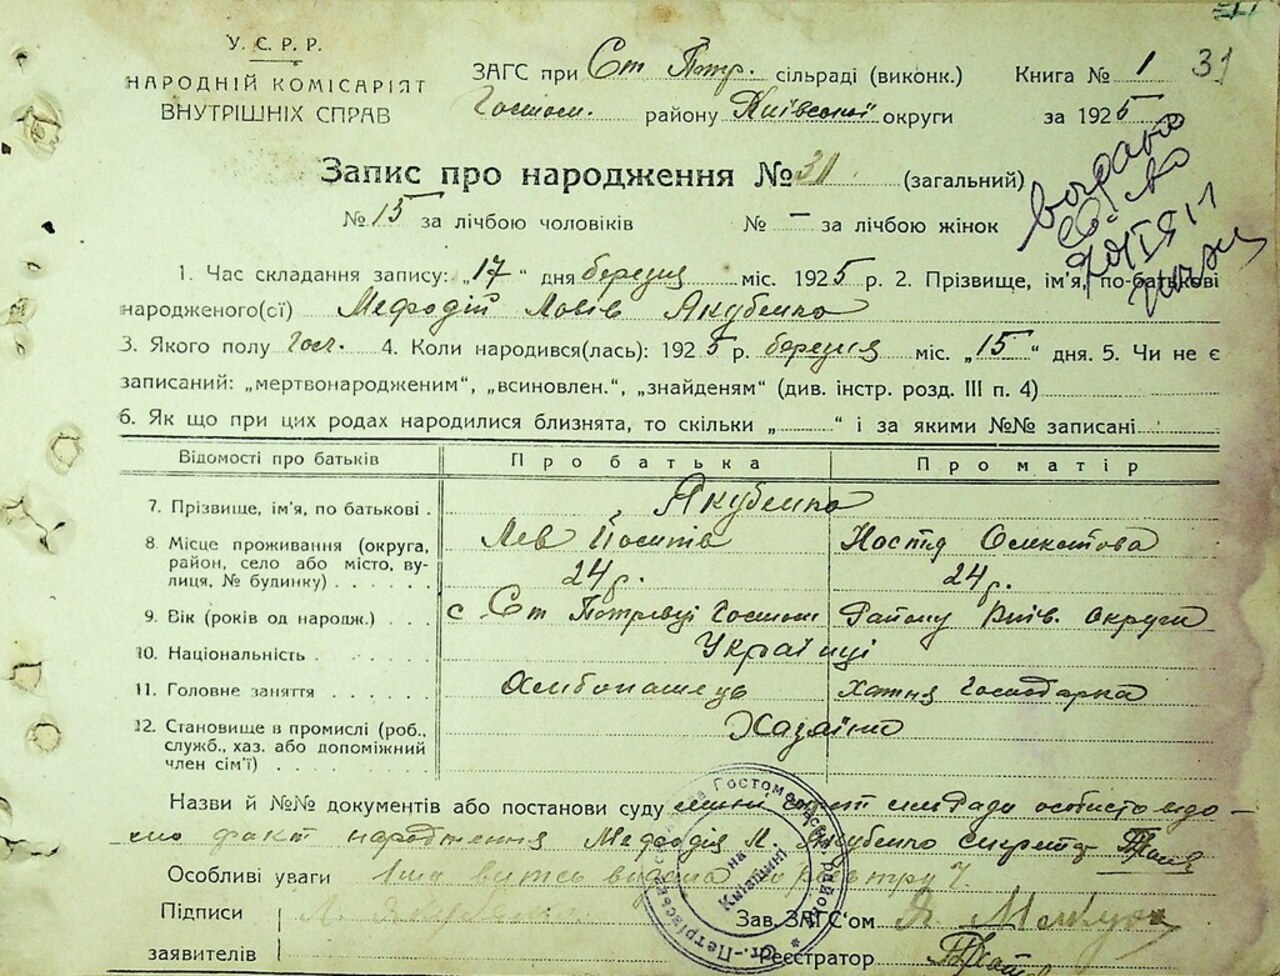 У.С.Р.Р.
НАРОДНІЙ КОМІСАРІЯТ
ВНУТРІШНІХ СПРАВ
ЗАГС при Ст Петр. сільраді (виконк.)
Гостом. району Київської округи
Книга № 1 31
за 1925
Запис про народження № 31 (загальний)
№ 15 за лічбою чоловіків № – за лічбою жінок
1. Час складання запису: „17“ дня березня міс. 1925 р. 2. Прізвище, ім'я, по-батькові
народженого(сі) Мефодій Левів Якубенко
3. Якого полу чол. 4. Коли народився(лась): 1925 р. березня міс. „15“ дня. 5. Чи не є
записаний: „мертвонародженим“, „всиновлен.“, „знайденям“ (див. інстр. розд. III п. 4)
6. Як що при цих родах народилися близнята, то скільки „ “ і за якими №№ записані
Відомості про батьків Про батька Про матір
7. Прізвище, ім'я, по батькові . Якубенко
8. Місце проживання (округа, район, село або місто, вулиця, № будинку) Лев Йосипів Настя
24 р. 24 р.
9. Вік (років од народж.) с Ст Петрівці Гостом Району Київ. округи
10. Національність Українці
11. Головне заняття Хлібопашець хатня господарка
12. Становище в промислі (роб., служб., хаз. або допоміжний член сім'ї) Хазяїни
Назви й №№ документів або постанови суду особисто
факт народження Мефодія Л. Якубенко
Особливі уваги видана
Підписи Л. Якубенко Зав. ЗАГС'ом
заявителів Реєстратор
на Київщині